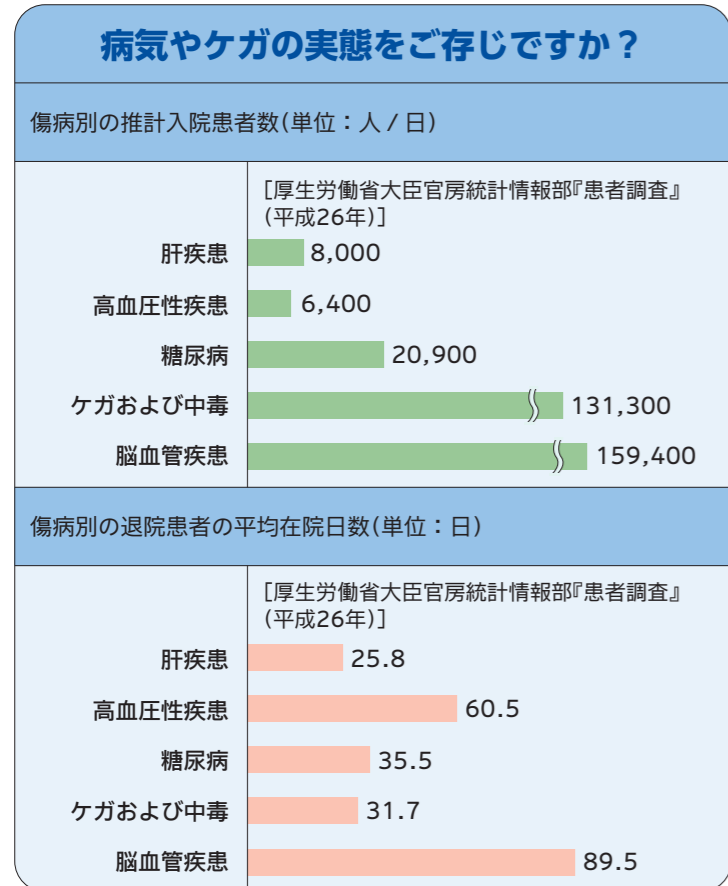 病気やケガの実態をご存じですか？
傷病別の推計入院患者数(単位：人 / 日)
[厚生労働省大臣官房統計情報部『患者調査』
(平成26年)]
肝疾患 8,000
高血圧性疾患 6,400
糖尿病 20,900
ケガおよび中毒 131,300
脳血管疾患 159,400
傷病別の退院患者の平均在院日数(単位：日)
[厚生労働省大臣官房統計情報部『患者調査』
(平成26年)]
肝疾患 25.8
高血圧性疾患 60.5
糖尿病 35.5
ケガおよび中毒 31.7
脳血管疾患 89.5